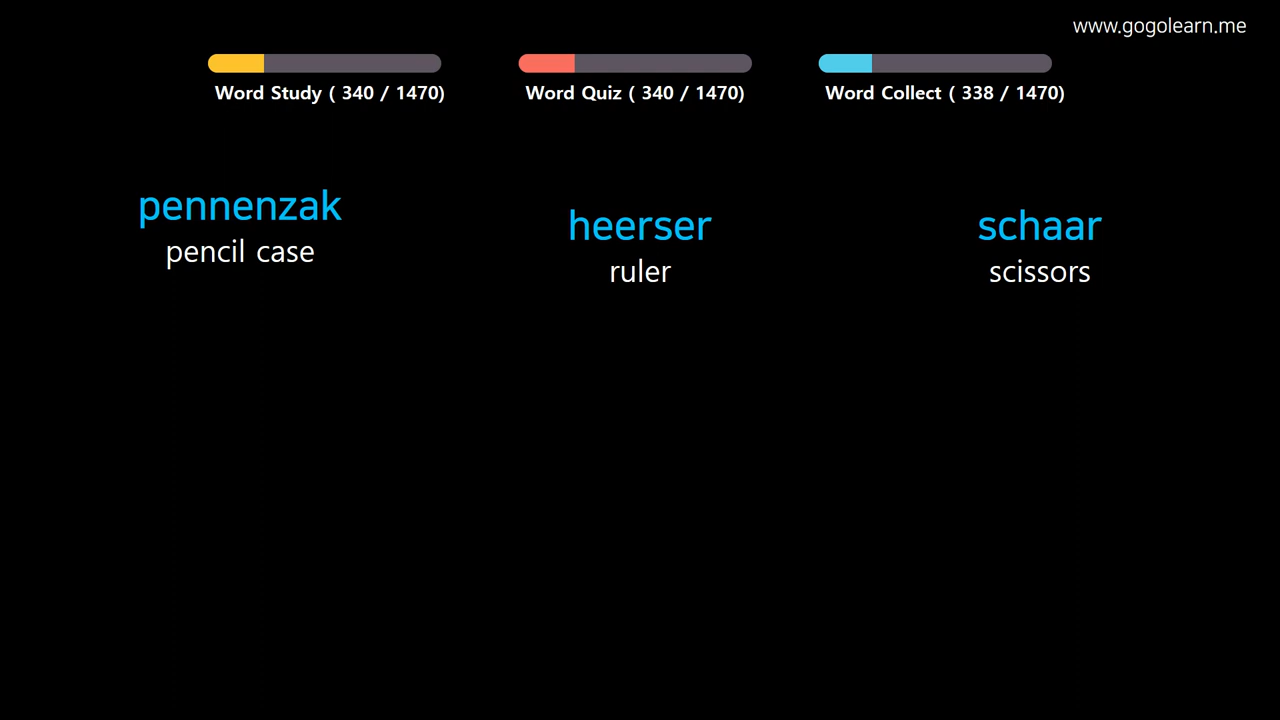 www.gogolearn.me
Word Study ( 340 / 1470)
Word Quiz ( 340 / 1470)
Word Collect ( 338 / 1470)
pennenzak
pencil case
heerser
ruler
schaar
scissors